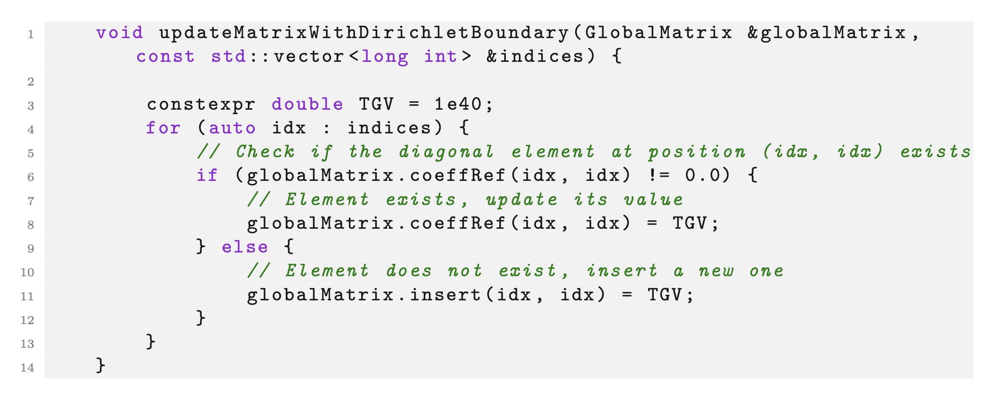 1 void updateMatrixWithDirichletBoundary(GlobalMatrix &globalMatrix,
const std::vector<long int> &indices) {
2
3 constexpr double TGV = 1e40;
4 for (auto idx : indices) {
5 // Check if the diagonal element at position (idx, idx) exists
6 if (globalMatrix.coeffRef(idx, idx) != 0.0) {
7 // Element exists, update its value
8 globalMatrix.coeffRef(idx, idx) = TGV;
9 } else {
10 // Element does not exist, insert a new one
11 globalMatrix.insert(idx, idx) = TGV;
12 }
13 }
14 }